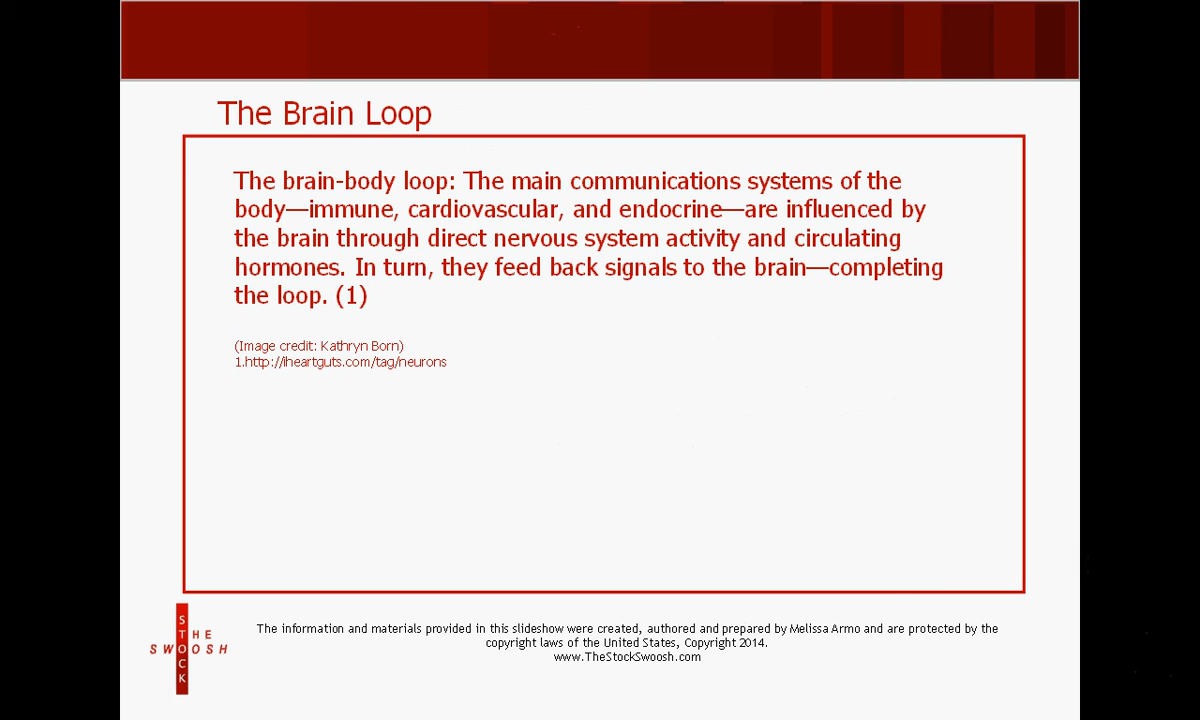 The Brain Loop
The brain-body loop: The main communications systems of the
body—immune, cardiovascular, and endocrine—are influenced by
the brain through direct nervous system activity and circulating
hormones. In turn, they feed back signals to the brain—completing
the loop. (1)
(Image credit: Kathryn Born)
1.http://iheartguts.com/tag/neurons
THE
STOCK
SWOOSH
The information and materials provided in this slideshow were created, authored and prepared by Melissa Armo and are protected by the
copyright laws of the United States, Copyright 2014.
www.TheStockSwoosh.com